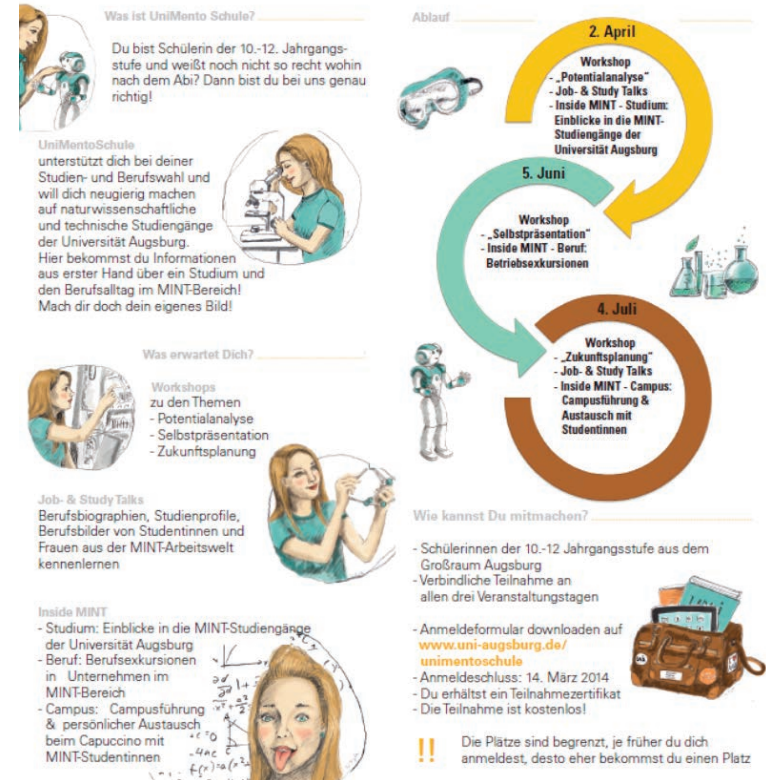 Was ist UniMento Schule?
Du bist Schülerin der 10.-12. Jahrgangs-
stufe und weißt noch nicht so recht wohin
nach dem Abi? Dann bist du bei uns genau
richtig!
UniMentoSchule
unterstützt dich bei deiner
Studien- und Berufswahl und
will dich neugierig machen
auf naturwissenschaftliche
und technische Studiengänge
der Universität Augsburg.
Hier bekommst du Informationen
aus erster Hand über ein Studium und
den Berufsalltag im MINT-Bereich!
Mach dir doch dein eigenes Bild!
Was erwartet Dich?
Workshops
zu den Themen
- Potentialanalyse
- Selbstpräsentation
- Zukunftsplanung
Job- & Study Talks
Berufsbiographien, Studienprofile,
Berufsbilder von Studentinnen und
Frauen aus der MINT-Arbeitswelt
kennenlernen
Inside MINT
- Studium: Einblicke in die MINT-Studiengänge
der Universität Augsburg
- Beruf: Berufsexkursionen
in Unternehmen im
MINT-Bereich
- Campus: Campusführung
& persönlicher Austausch
beim Capuccino mit
MINT-Studentinnen
Ablauf
2. April
Workshop
- „Potentialanalyse"
- Job- & Study Talks
- Inside MINT - Studium:
Einblicke in die MINT-
Studiengänge der
Universität Augsburg
5. Juni
Workshop
- „Selbstpräsentation"
- Inside MINT - Beruf:
Betriebsexkursionen
4. Juli
Workshop
- „Zukunftsplanung"
- Job- & Study Talks
- Inside MINT - Campus:
Campusführung &
Austausch mit
Studentinnen
Wie kannst Du mitmachen?
- Schülerinnen der 10.-12 Jahrgangsstufe aus dem
Großraum Augsburg
- Verbindliche Teilnahme an
allen drei Veranstaltungstagen
- Anmeldeformular downloaden auf
www.uni-augsburg.de/
unimentoschule
- Anmeldeschluss: 14. März 2014
- Du erhältst ein Teilnahmezertifikat
- Die Teilnahme ist kostenlos!
!! Die Plätze sind begrenzt, je früher du dich
anmeldest, desto eher bekommst du einen Platz